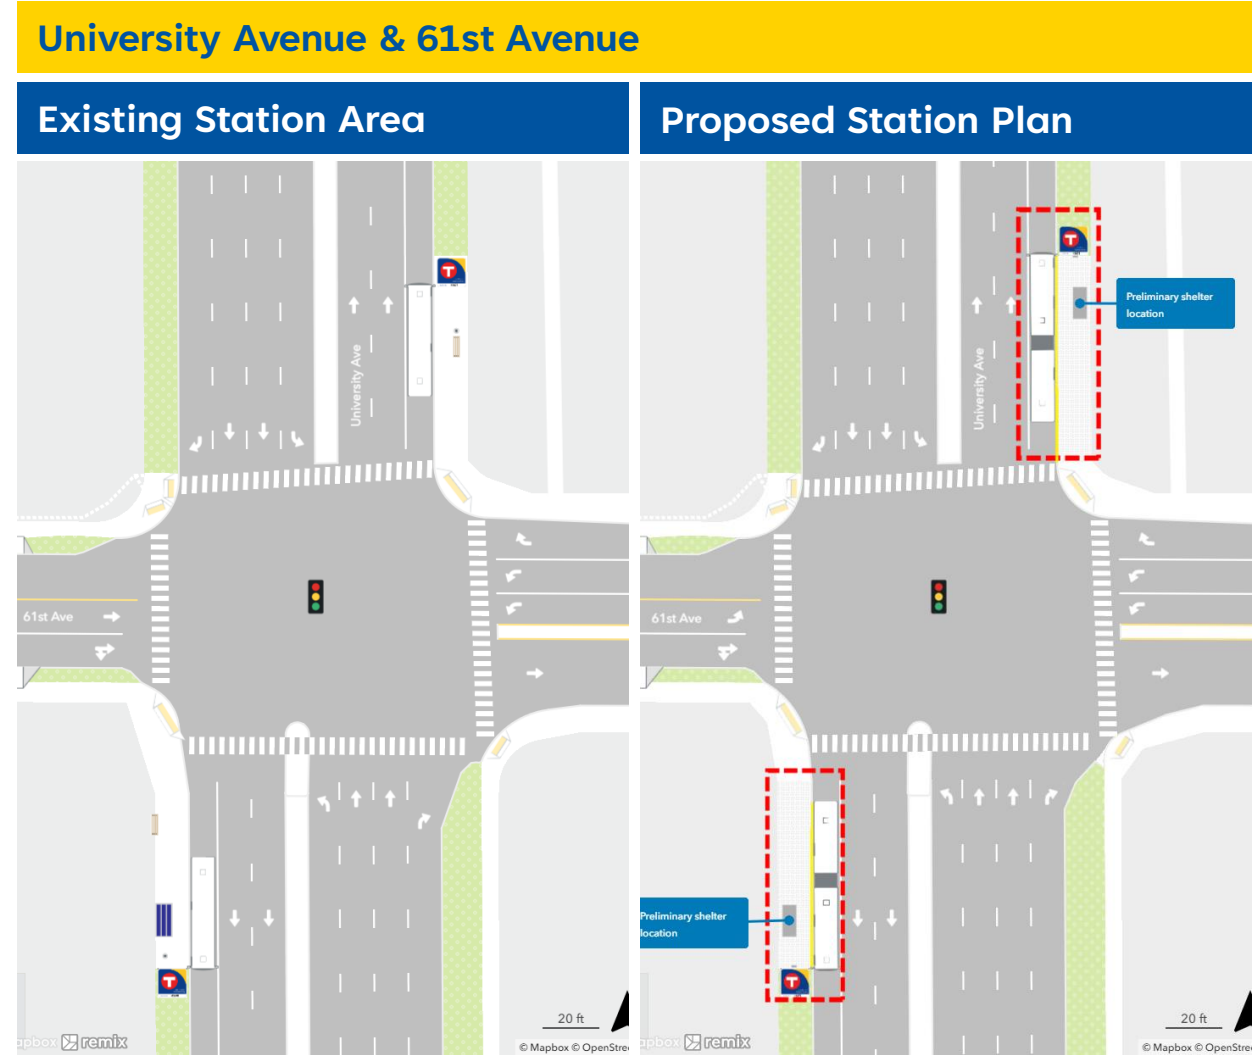 University Avenue & 61st Avenue
Existing Station Area
Proposed Station Plan
University Ave
61st Ave
20 ft
remix
© Mapbox © OpenStre
Preliminary shelter
location
University Ave
61st Ave
Preliminary shelter
location
20 ft
remix
© Mapbox © OpenStre